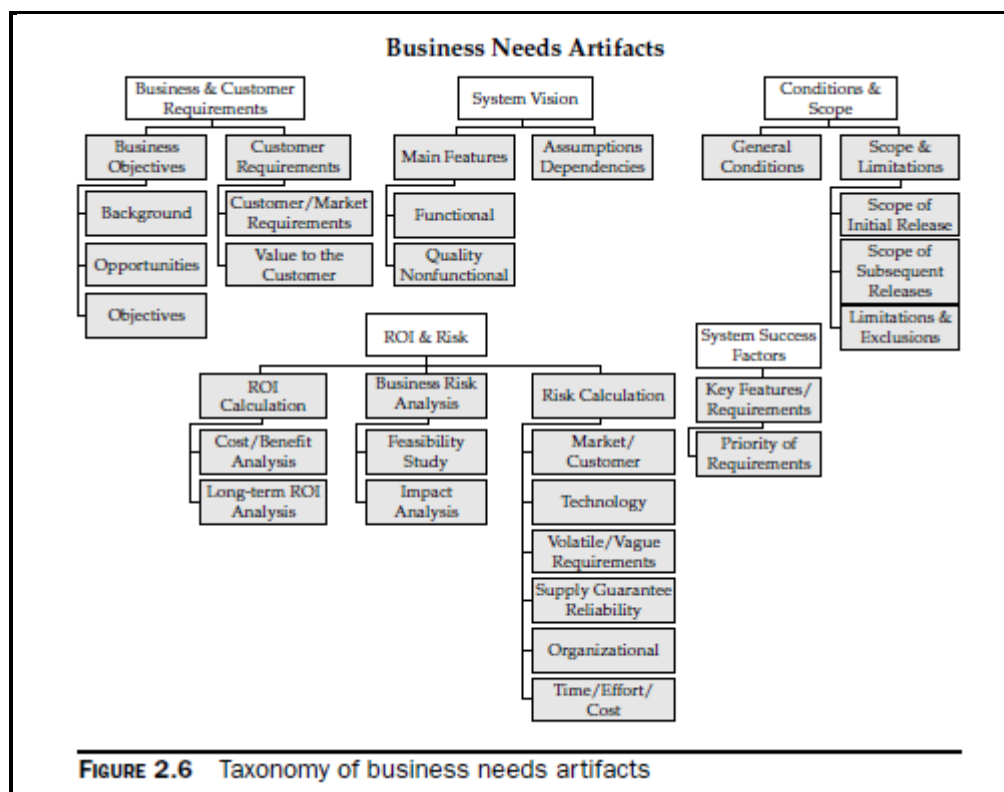 Business Needs Artifacts
Business & Customer
Requirements
System Vision
Conditions &
Scope
Business
Objectives
Customer
Requirements
Main Features
Assumptions
Dependencies
General
Conditions
Scope &
Limitations
Background
Customer/Market
Requirements
Functional
Scope of
Initial Release
Opportunities
Value to the
Customer
Quality
Nonfunctional
Scope of
Subsequent
Releases
Objectives
Limitations &
Exclusions
ROI & Risk
System Success
Factors
ROI
Calculation
Business Risk
Analysis
Risk Calculation
Key Features/
Requirements
Cost/Benefit
Analysis
Feasibility
Study
Market/
Customer
Priority of
Requirements
Long-term ROI
Analysis
Impact
Analysis
Technology
Volatile/Vague
Requirements
Supply Guarantee
Reliability
Organizational
Time/Effort/
Cost
FIGURE 2.6 Taxonomy of business needs artifacts